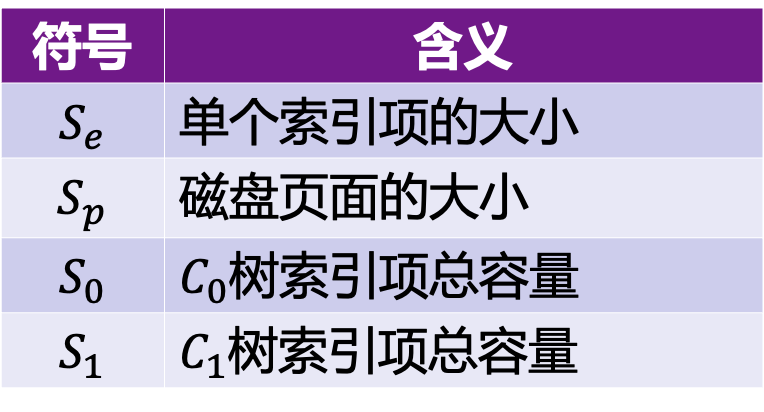 符号 含义
Sₑ 单个索引项的大小
Sₚ 磁盘页面的大小
S₀ C₀树索引项总容量
S₁ C₁树索引项总容量